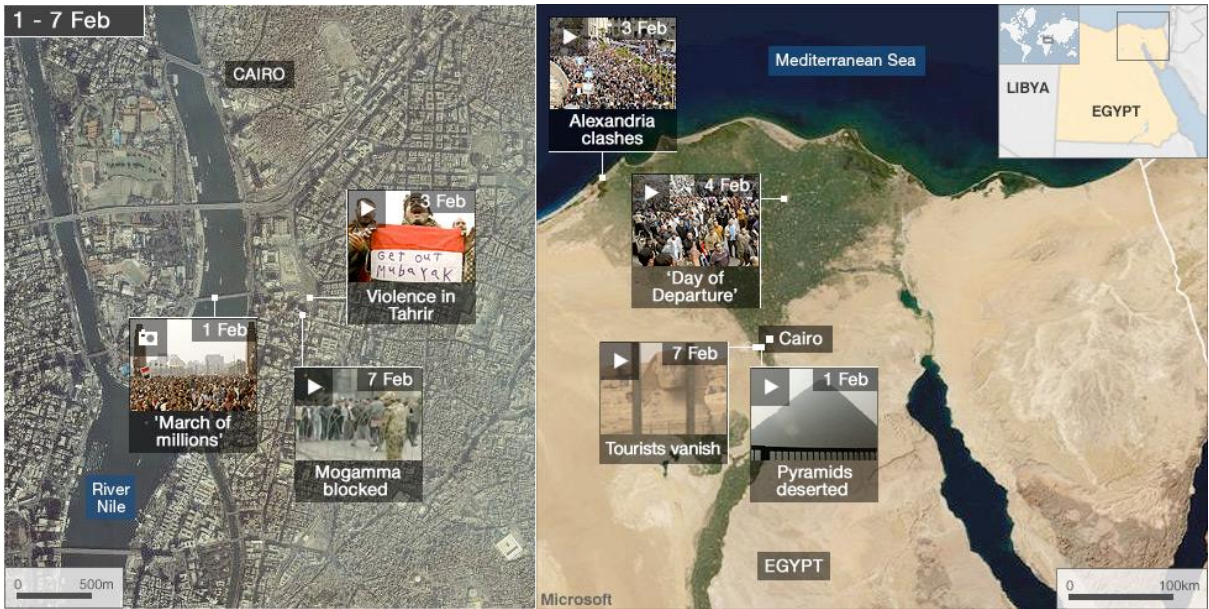 1 - 7 Feb
CAIRO
3 Feb
GET OUT
MUBARAK
Violence in
Tahrir
1 Feb
'March of
millions'
7 Feb
Mogamma
blocked
River
Nile
0 500m
3 Feb
Alexandria
clashes
Mediterranean Sea
LIBYA
EGYPT
4 Feb
'Day of
Departure'
Cairo
7 Feb
Tourists vanish
1 Feb
Pyramids
deserted
EGYPT
Microsoft
0 100km